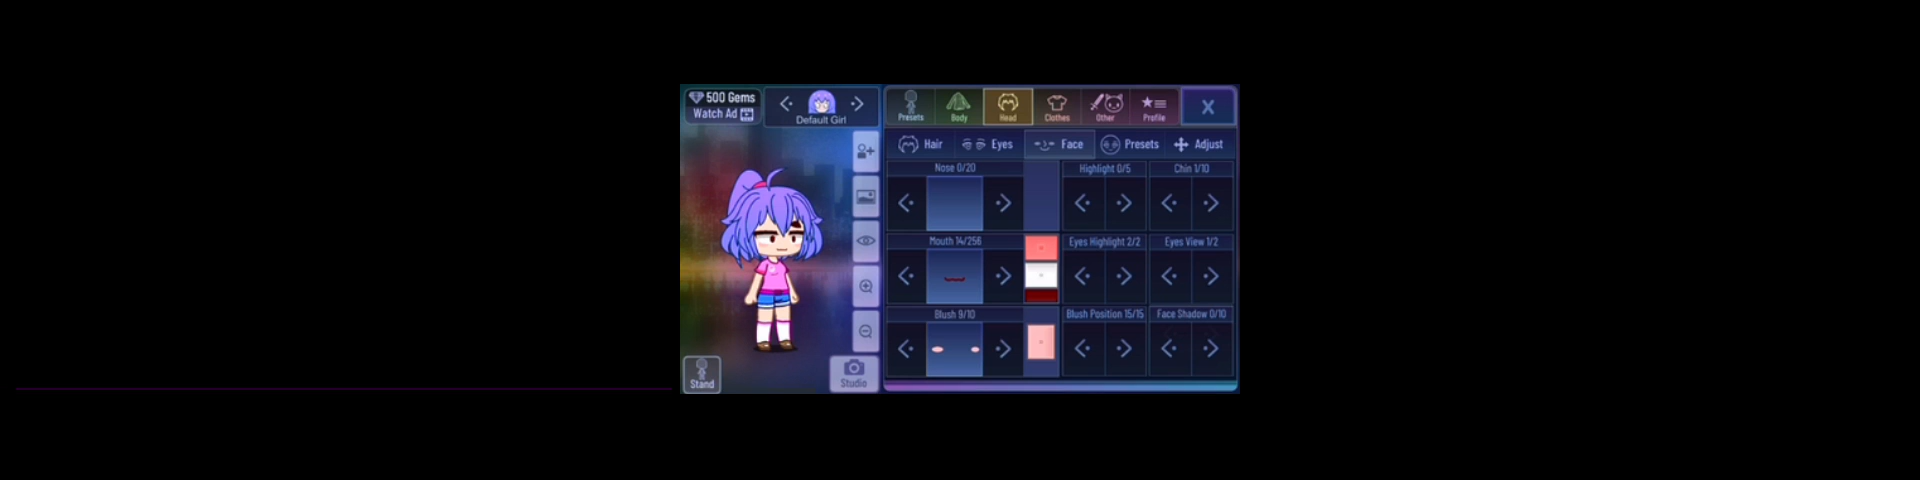 500 Gems
Watch Ad
Default Girl
Presets
Body
Head
Clothes
Other
Profile
X
Hair
Eyes
Face
Presets
Adjust
Nose 0/20
Highlight 0/5
Chin 1/10
Mouth 14/256
Eyes Highlight 2/2
Eyes View 1/2
Blush 9/10
Blush Position 15/15
Face Shadow 0/10
Stand
Studio